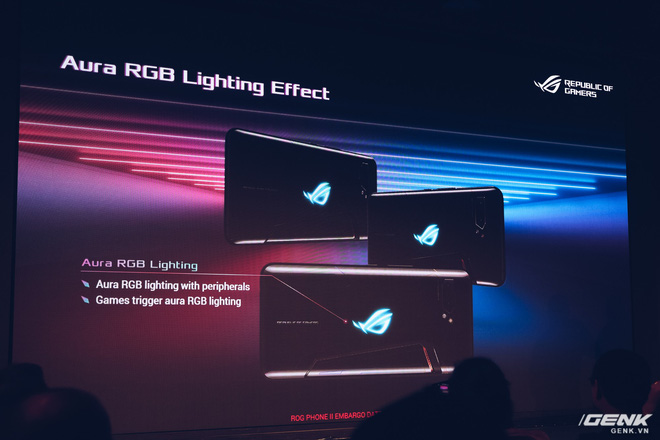 Aura RGB Lighting Effect
REPUBLIC OF
GAMERS
Aura RGB Lighting
Aura RGB lighting with peripherals
Games trigger aura RGB lighting
ROG PHONE II EMBARGO
GENK
GENK.VN